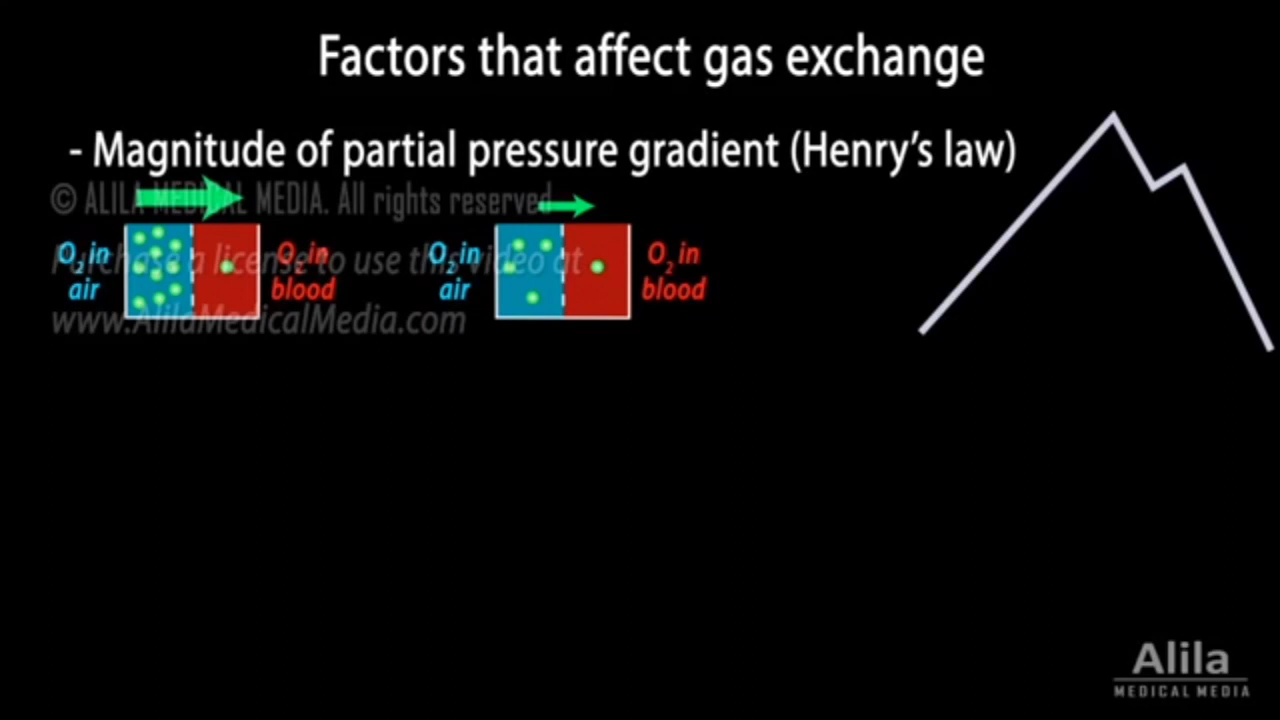 Factors that affect gas exchange
- Magnitude of partial pressure gradient (Henry's law)
© ALILA MEDICAL MEDIA. All rights reserved
O₂ in
air
O₂ in
blood
O₂ in
air
O₂ in
blood
Purchase a license to use this video at
www.AlilaMedicalMedia.com
Alila
MEDICAL MEDIA